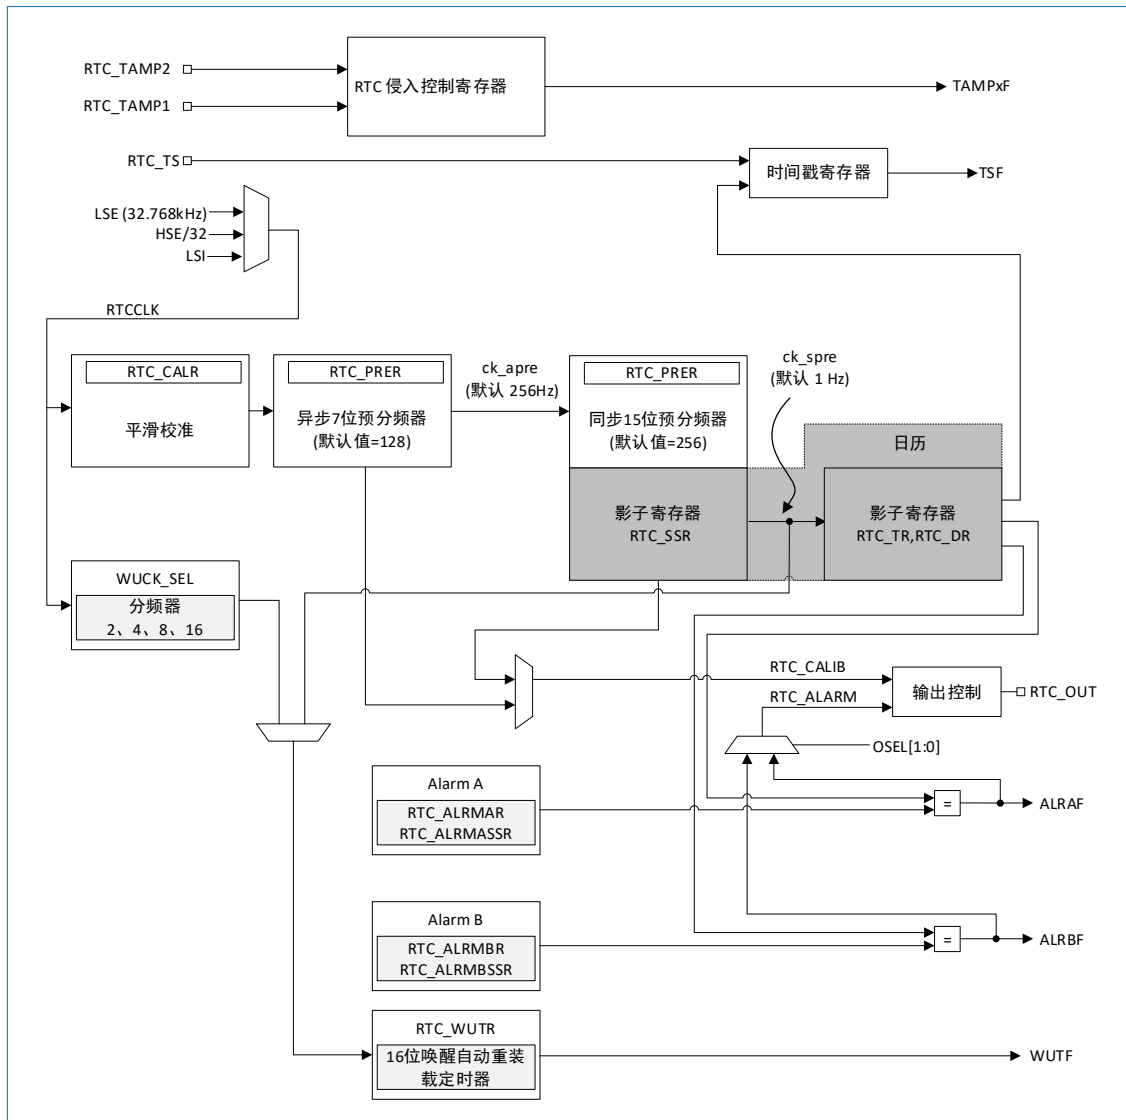 RTC_TAMP2
RTC_TAMP1
RTC 侵入控制寄存器
TAMPxF
RTC_TS
时间戳寄存器
TSF
LSE (32.768kHz)
HSE/32
LSI
RTCCLK
RTC_CALR
平滑校准
RTC_PRER
异步7位预分频器
(默认值=128)
ck_apre
(默认 256Hz)
RTC_PRER
同步15位预分频器
(默认值=256)
ck_spre
(默认 1 Hz)
日历
影子寄存器
RTC_SSR
影子寄存器
RTC_TR,RTC_DR
WUCK_SEL
分频器
2、4、8、16
RTC_CALIB
RTC_ALARM
输出控制
RTC_OUT
OSEL[1:0]
Alarm A
RTC_ALRMAR
RTC_ALRMASSR
=
ALRAF
Alarm B
RTC_ALRMBR
RTC_ALRMBSSR
=
ALRBF
RTC_WUTR
16位唤醒自动重装
载定时器
WUTF